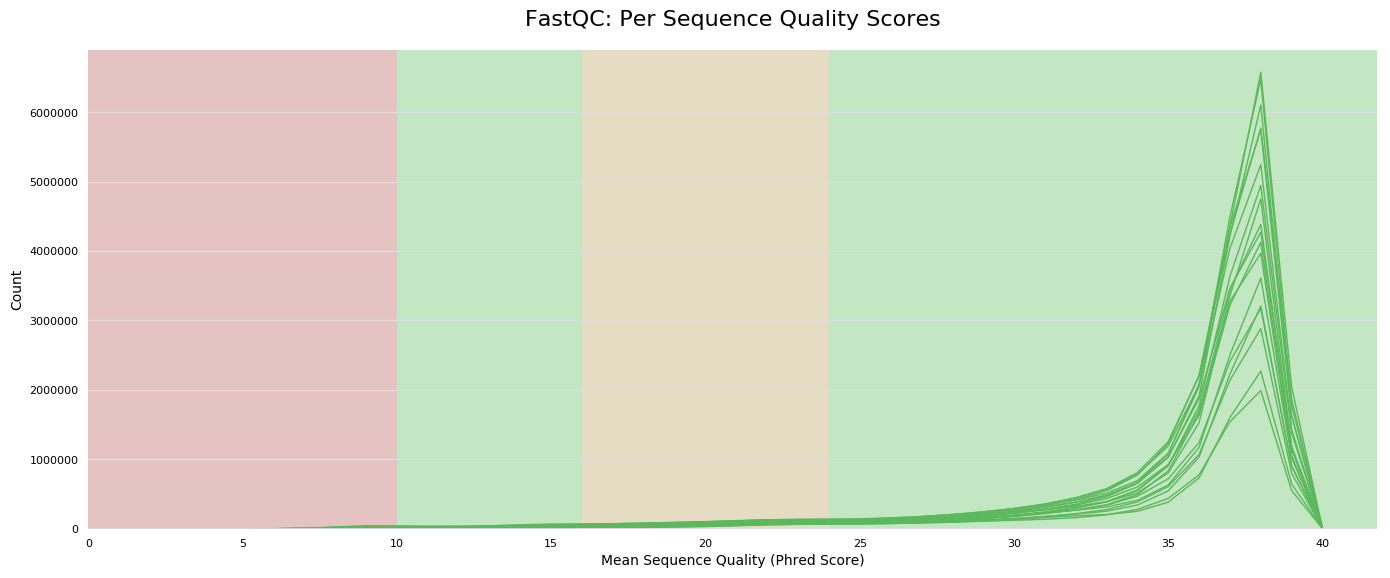 FastQC: Per Sequence Quality Scores
6000000
5000000
4000000
3000000
2000000
1000000
0
Count
0 5 10 15 20 25 30 35 40
Mean Sequence Quality (Phred Score)